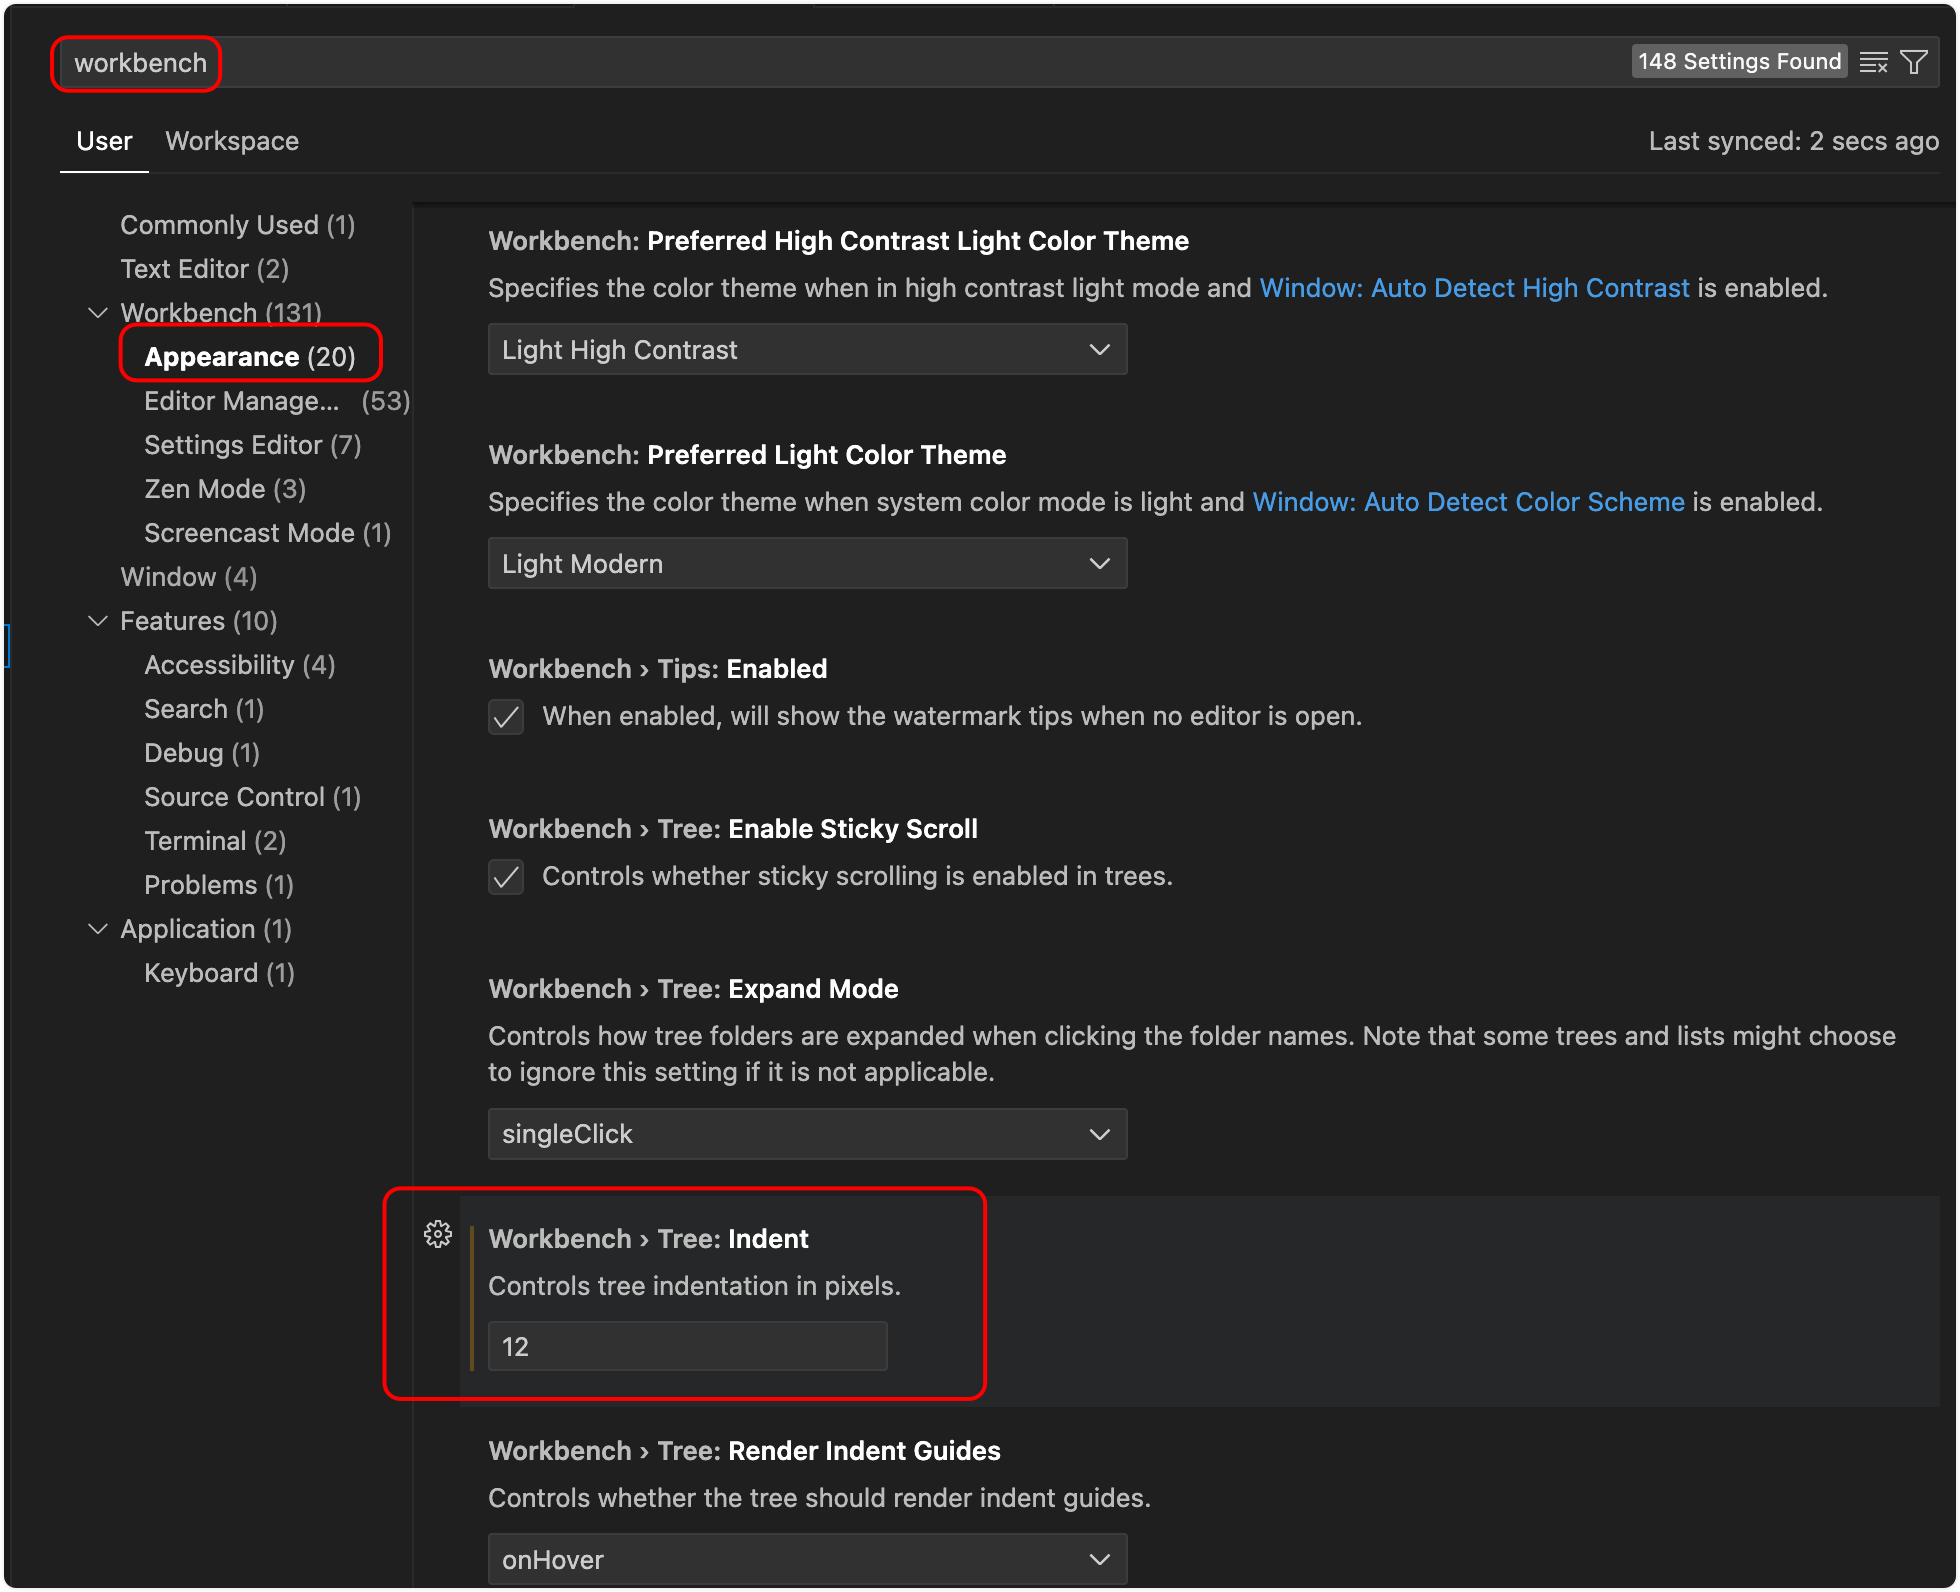 workbench
148 Settings Found
User
Workspace
Last synced: 2 secs ago
Commonly Used (1)
Text Editor (2)
Workbench (131)
Appearance (20)
Editor Manage... (53)
Settings Editor (7)
Zen Mode (3)
Screencast Mode (1)
Window (4)
Features (10)
Accessibility (4)
Search (1)
Debug (1)
Source Control (1)
Terminal (2)
Problems (1)
Application (1)
Keyboard (1)
Workbench: Preferred High Contrast Light Color Theme
Specifies the color theme when in high contrast light mode and Window: Auto Detect High Contrast is enabled.
Light High Contrast
Workbench: Preferred Light Color Theme
Specifies the color theme when system color mode is light and Window: Auto Detect Color Scheme is enabled.
Light Modern
Workbench › Tips: Enabled
When enabled, will show the watermark tips when no editor is open.
Workbench › Tree: Enable Sticky Scroll
Controls whether sticky scrolling is enabled in trees.
Workbench › Tree: Expand Mode
Controls how tree folders are expanded when clicking the folder names. Note that some trees and lists might choose
to ignore this setting if it is not applicable.
singleClick
Workbench › Tree: Indent
Controls tree indentation in pixels.
12
Workbench › Tree: Render Indent Guides
Controls whether the tree should render indent guides.
onHover